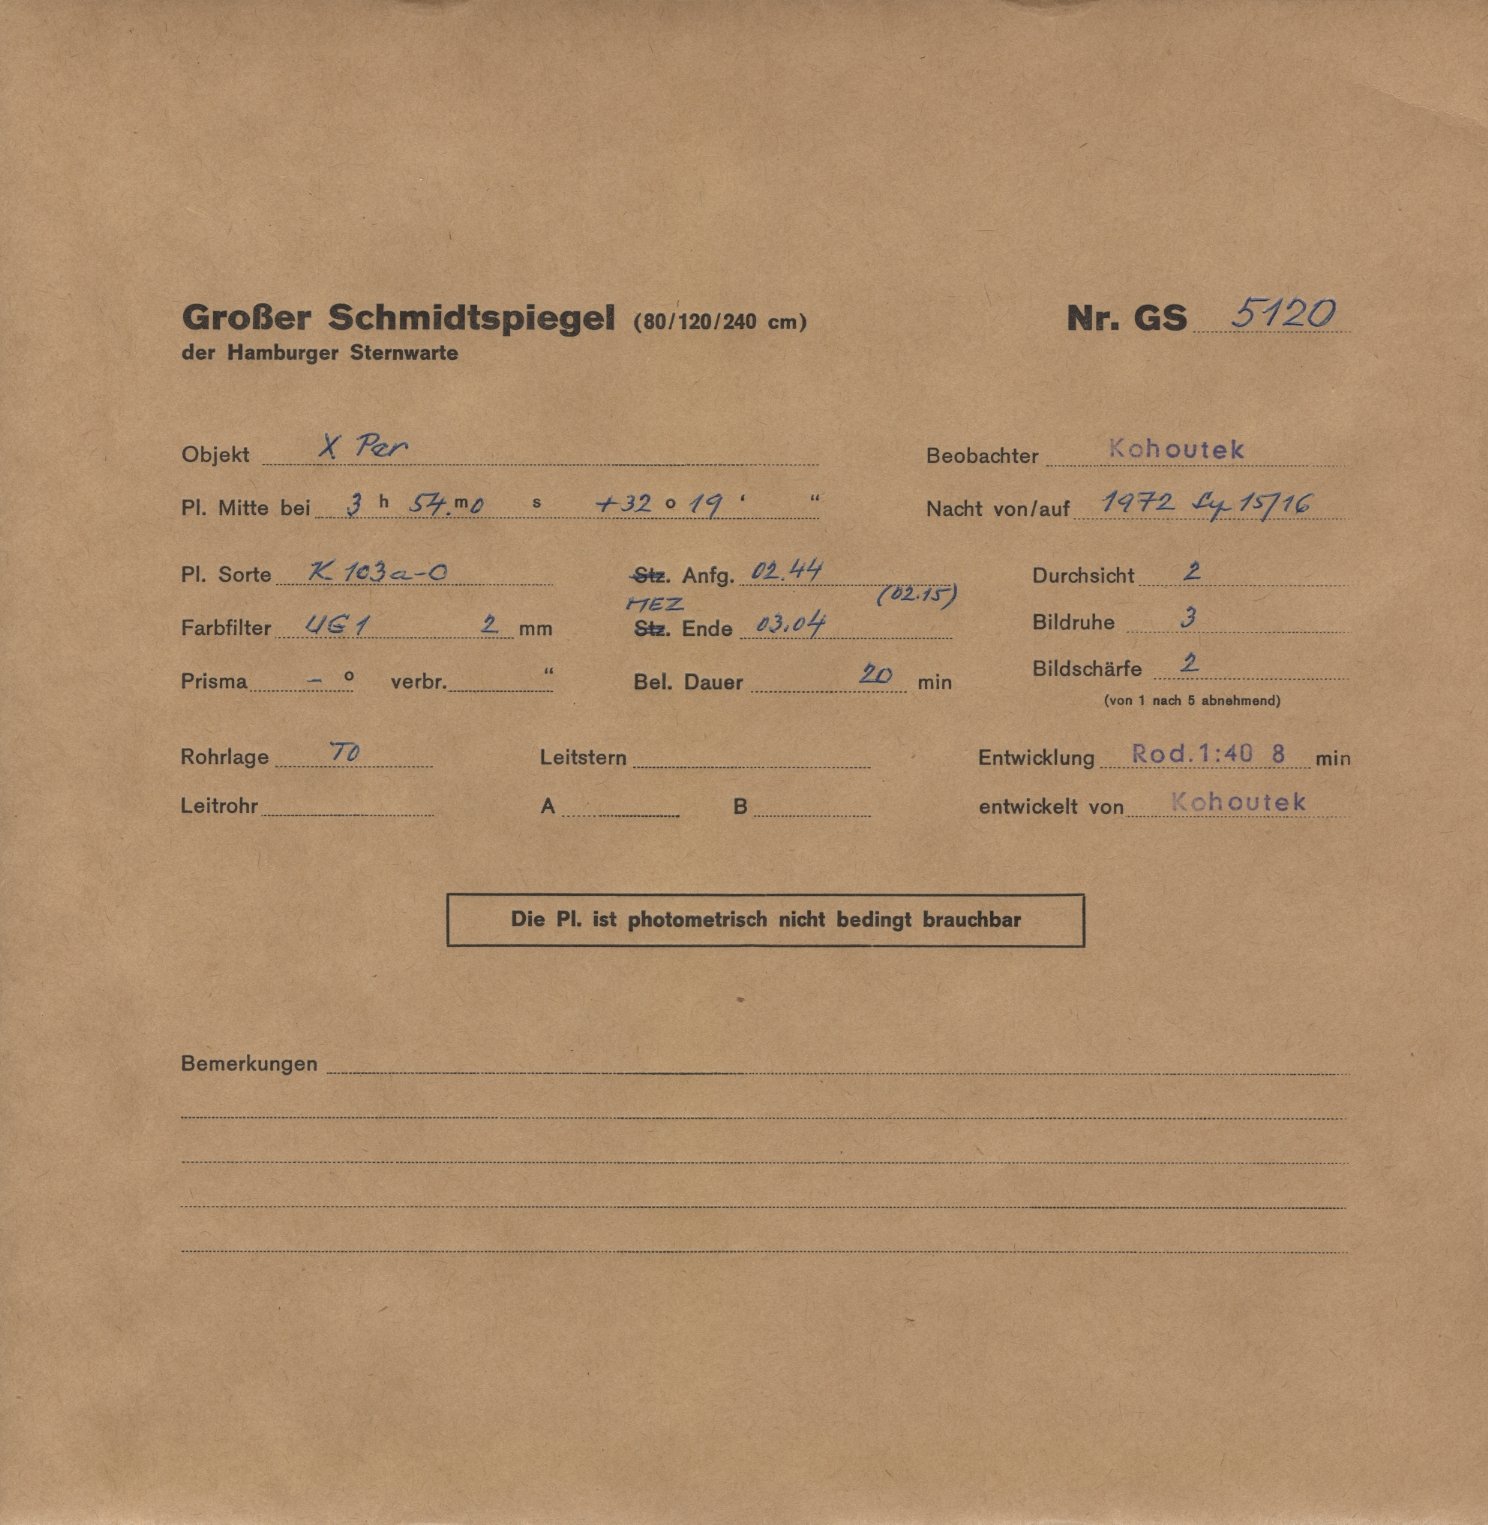 Großer Schmidtspiegel (80/120/240 cm) Nr. GS 5120
der Hamburger Sternwarte
Objekt X Per Beobachter Kohoutek
Pl. Mitte bei 3 h 54.m0 s +32 o 19 ‘ “ Nacht von/auf 1972 15/16
Pl. Sorte K 103a-O Stz. Anfg. 02.44 Durchsicht 2
MEZ (02.15)
Farbfilter UG1 2 mm Stz. Ende 03.04 Bildruhe 3
Prisma – o verbr. “ Bel. Dauer 20 min Bildschärfe 2
(von 1 nach 5 abnehmend)
Rohrlage TO Leitstern Entwicklung Rod.1:40 8 min
Leitrohr A B entwickelt von Kohoutek
Die Pl. ist photometrisch nicht bedingt brauchbar
Bemerkungen